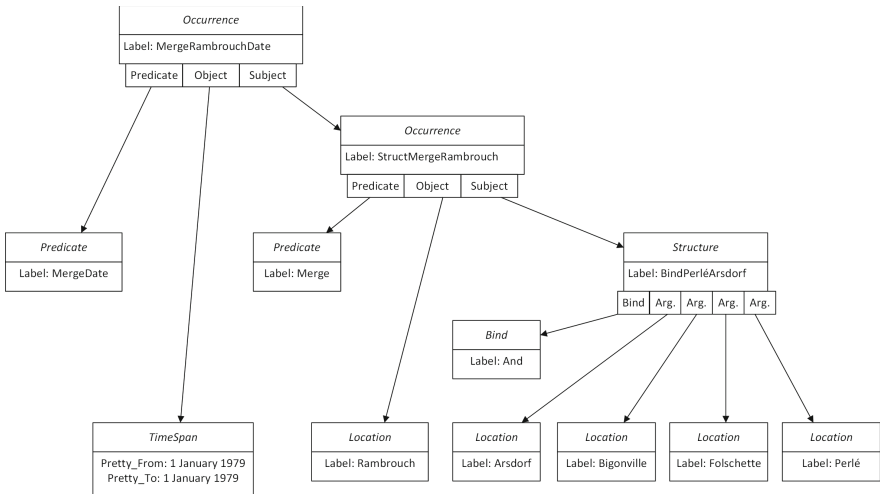 Occurrence
Label: MergeRambrouchDate
Predicate Object Subject
Occurrence
Label: StructMergeRambrouch
Predicate Object Subject
Predicate
Label: MergeDate
Predicate
Label: Merge
Structure
Label: BindPerléArsdorf
Bind Arg. Arg. Arg. Arg.
Bind
Label: And
TimeSpan
Pretty_From: 1 January 1979
Pretty_To: 1 January 1979
Location
Label: Rambrouch
Location
Label: Arsdorf
Location
Label: Bigonville
Location
Label: Folschette
Location
Label: Perlé